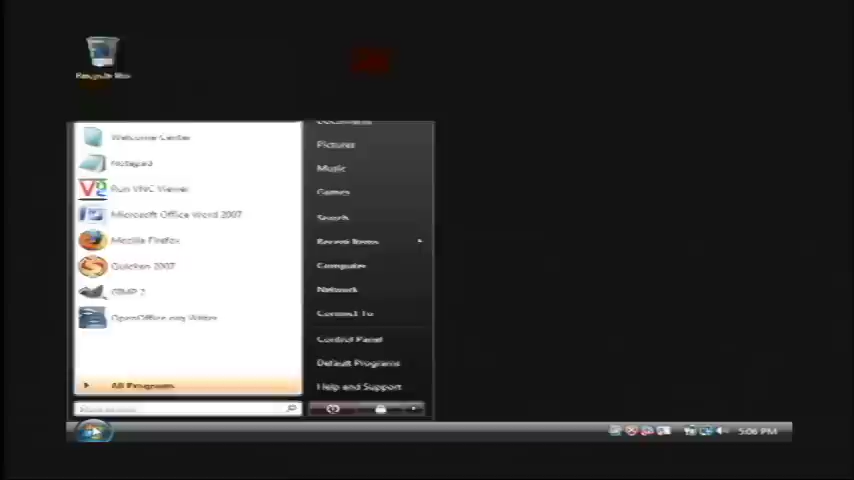 Recycle Bin
Welcome Center
Notepad
Run VNC Viewer
Microsoft Office Word 2007
Mozilla Firefox
Quicken 2007
GIMP 2
OpenOffice.org Writer
All Programs
Documents
Pictures
Music
Games
Search
Recent Items
Computer
Network
Connect To
Control Panel
Default Programs
Help and Support
5:06 PM